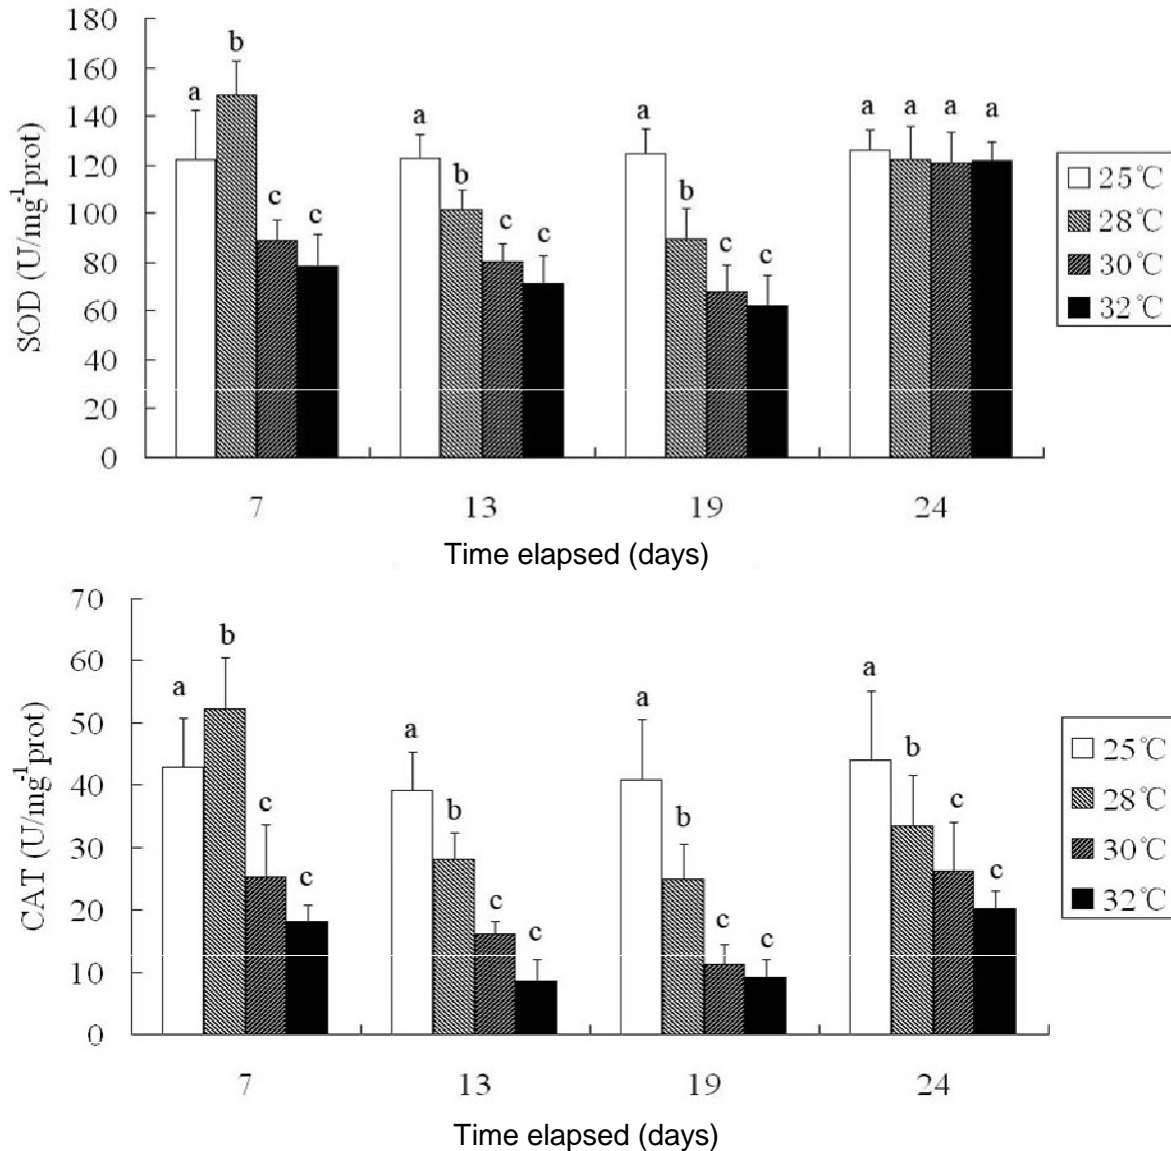 180
160
140
120
100
80
60
40
20
0
SOD (U/mg-1prot)
a b c c
a b c c
a b c c
a a a a
25℃
28℃
30℃
32℃
7 13 19 24
Time elapsed (days)
70
60
50
40
30
20
10
0
CAT (U/mg-1prot)
a b c c
a b c c
a b c c
a b c c
25℃
28℃
30℃
32℃
7 13 19 24
Time elapsed (days)